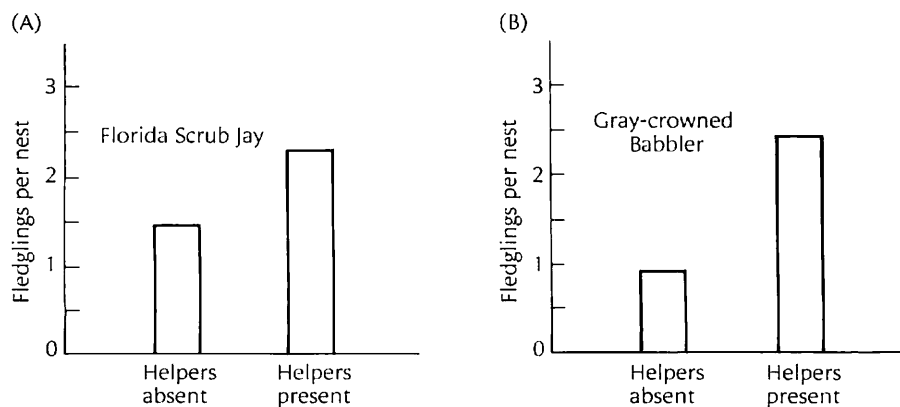 (A)
Fledglings per nest
3
2
1
0
Florida Scrub Jay
Helpers
absent
Helpers
present
(B)
Fledglings per nest
3
2
1
0
Gray-crowned
Babbler
Helpers
absent
Helpers
present